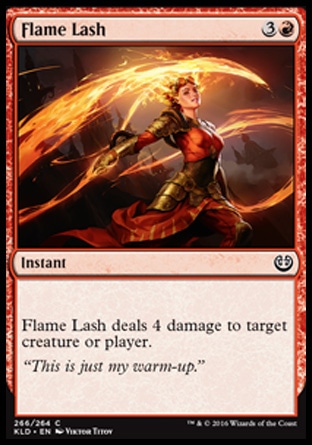 Flame Lash 3
Instant
Flame Lash deals 4 damage to target
creature or player.
“This is just my warm-up.”
266/264 C
KLD • EN Viktor Titov
™ & © 2016 Wizards of the Coast